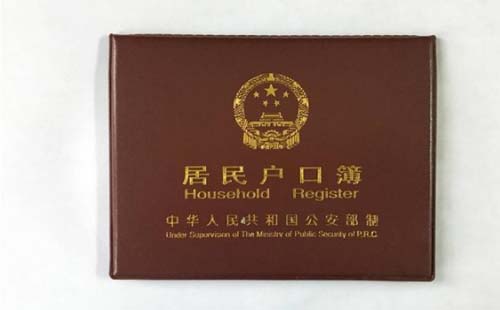 居民户口簿
Household Register
中华人民共和国公安部制
Under Supervision of The Ministry of Public Security of P.R.C.